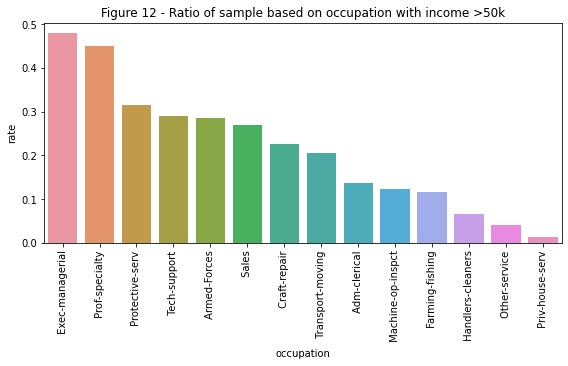 Figure 12 - Ratio of sample based on occupation with income >50k
0.5
0.4
0.3
0.2
0.1
0.0
rate
Exec-managerial
Prof-specialty
Protective-serv
Tech-support
Armed-Forces
Sales
Craft-repair
Transport-moving
Adm-clerical
Machine-op-inspct
Farming-fishing
Handlers-cleaners
Other-service
Priv-house-serv
occupation